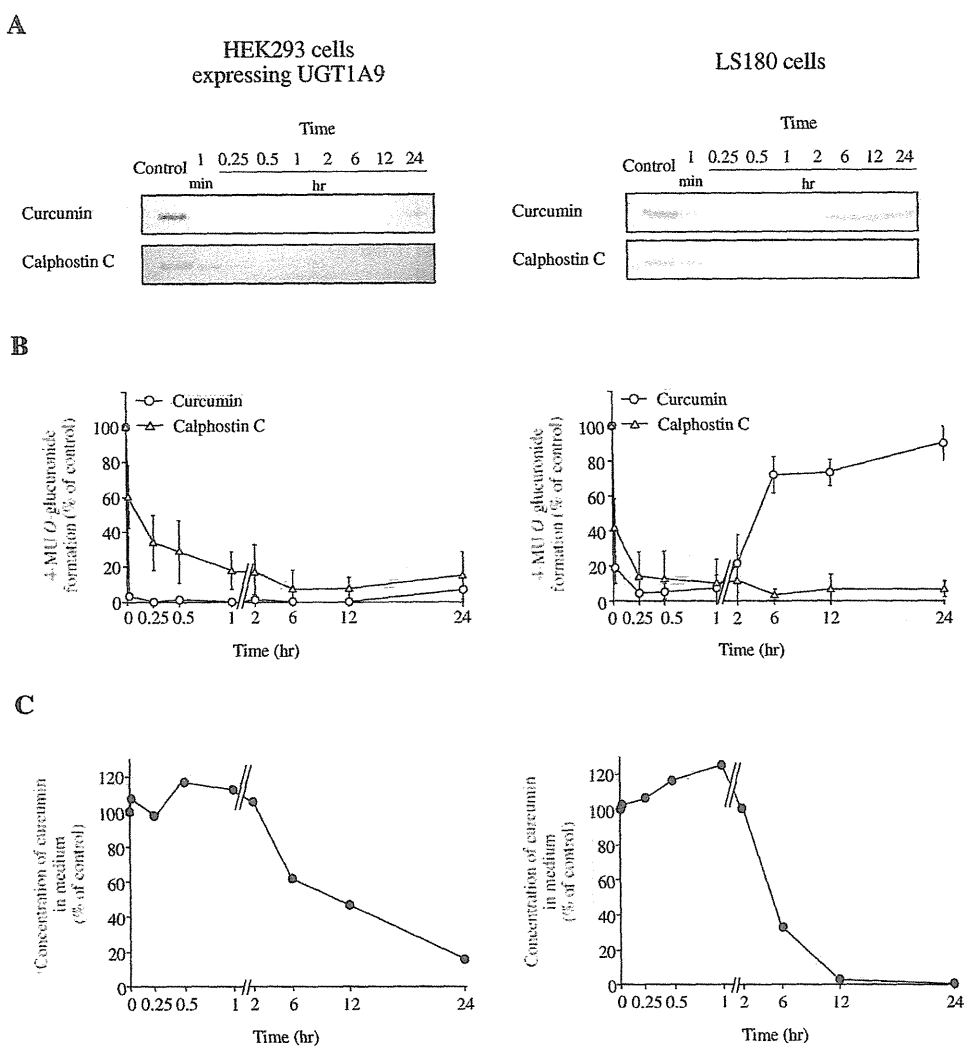 A
HEK293 cells
expressing UGT1A9
Time
Control 1 0.25 0.5 1 2 6 12 24
min hr
Curcumin
Calphostin C
LS180 cells
Time
Control 1 0.25 0.5 1 2 6 12 24
min hr
Curcumin
Calphostin C
B
4-MU O-glucuronide
formation (% of control)
100
80
60
40
20
0
Curcumin
Calphostin C
0 0.25 0.5 1 2 6 12 24
Time (hr)
4-MU O-glucuronide
formation (% of control)
100
80
60
40
20
0
Curcumin
Calphostin C
0 0.25 0.5 1 2 6 12 24
Time (hr)
C
Concentration of curcumin
in medium
(% of control)
120
100
80
60
40
20
0
0 0.25 0.5 1 2 6 12 24
Time (hr)
Concentration of curcumin
in medium
(% of control)
120
100
80
60
40
20
0
0 0.25 0.5 1 2 6 12 24
Time (hr)